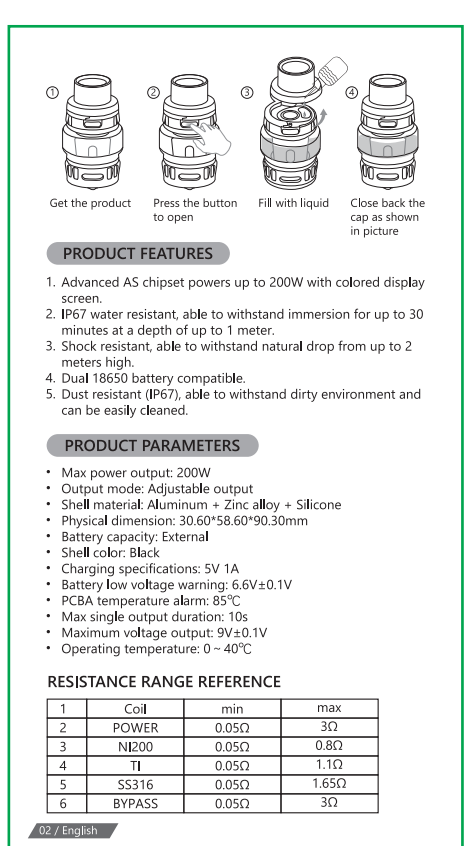 1
2
3
4
Get the product
Press the button
to open
Fill with liquid
Close back the
cap as shown
in picture
PRODUCT FEATURES
1. Advanced AS chipset powers up to 200W with colored display
screen.
2. IP67 water resistant, able to withstand immersion for up to 30
minutes at a depth of up to 1 meter.
3. Shock resistant, able to withstand natural drop from up to 2
meters high.
4. Dual 18650 battery compatible.
5. Dust resistant (IP67), able to withstand dirty environment and
can be easily cleaned.
PRODUCT PARAMETERS
• Max power output: 200W
• Output mode: Adjustable output
• Shell material: Aluminum + Zinc alloy + Silicone
• Physical dimension: 30.60*58.60*90.30mm
• Battery capacity: External
• Shell color: Black
• Charging specifications: 5V 1A
• Battery low voltage warning: 6.6V±0.1V
• PCBA temperature alarm: 85℃
• Max single output duration: 10s
• Maximum voltage output: 9V±0.1V
• Operating temperature: 0 ~ 40℃
RESISTANCE RANGE REFERENCE
1 Coil min max
2 POWER 0.05Ω 3Ω
3 NI200 0.05Ω 0.8Ω
4 TI 0.05Ω 1.1Ω
5 SS316 0.05Ω 1.65Ω
6 BYPASS 0.05Ω 3Ω
02 / English